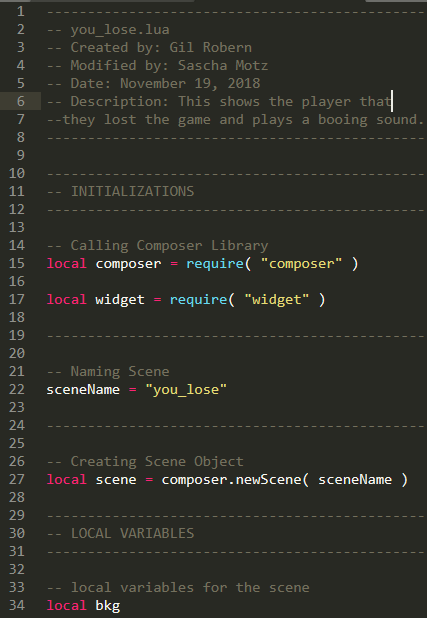 1 ----------------------------------------------
2 -- you_lose.lua
3 -- Created by: Gil Robern
4 -- Modified by: Sascha Motz
5 -- Date: November 19, 2018
6 -- Description: This shows the player that
7 --they lost the game and plays a booing sound.
8 ----------------------------------------------
9
10 ----------------------------------------------
11 -- INITIALIZATIONS
12 ----------------------------------------------
13
14 -- Calling Composer Library
15 local composer = require( "composer" )
16
17 local widget = require( "widget" )
18
19 ----------------------------------------------
20
21 -- Naming Scene
22 sceneName = "you_lose"
23
24 ----------------------------------------------
25
26 -- Creating Scene Object
27 local scene = composer.newScene( sceneName )
28
29 ----------------------------------------------
30 -- LOCAL VARIABLES
31 ----------------------------------------------
32
33 -- local variables for the scene
34 local bkg